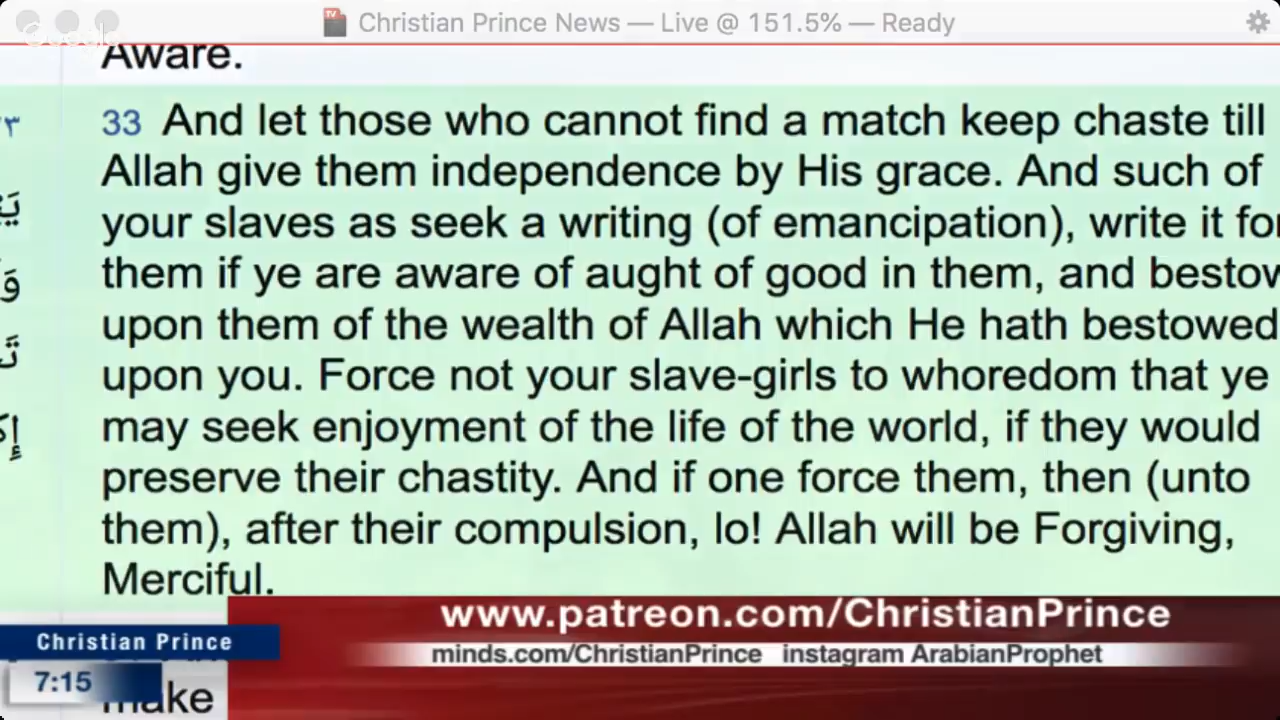 Christian Prince News — Live @ 151.5% — Ready
Aware.
33 And let those who cannot find a match keep chaste till
Allah give them independence by His grace. And such of
your slaves as seek a writing (of emancipation), write it for
them if ye are aware of aught of good in them, and bestow
upon them of the wealth of Allah which He hath bestowed
upon you. Force not your slave-girls to whoredom that ye
may seek enjoyment of the life of the world, if they would
preserve their chastity. And if one force them, then (unto
them), after their compulsion, lo! Allah will be Forgiving,
Merciful.
www.patreon.com/ChristianPrince
Christian Prince
minds.com/ChristianPrince instagram ArabianProphet
7:15
make